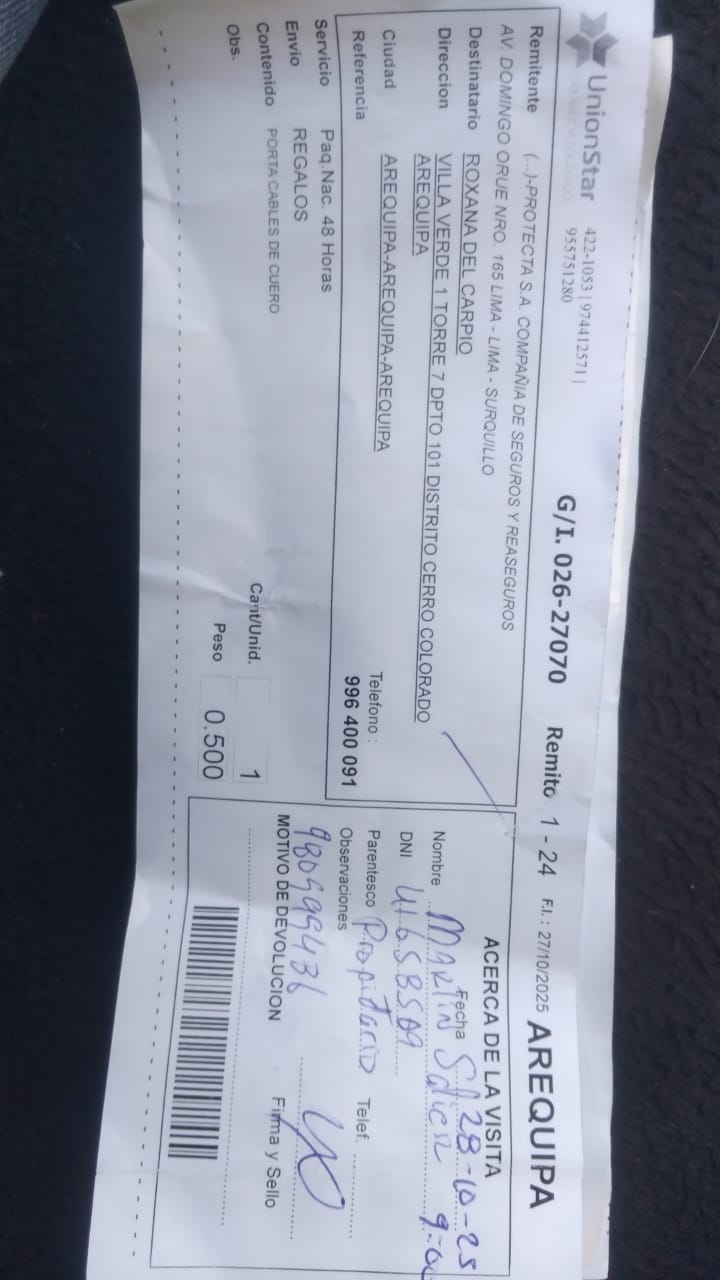 UnionStar
422-1053 | 974412571 |
955751280
G/I. 026-27070 Remito 1 - 24 F.I.: 27/10/2025 AREQUIPA
Remitente (...)-PROTECTA S.A. COMPAÑIA DE SEGUROS Y REASEGUROS
AV. DOMINGO ORUE NRO. 165 LIMA - LIMA - SURQUILLO
Destinatario ROXANA DEL CARPIO
Direccion VILLA VERDE 1 TORRE 7 DPTO 101 DISTRITO CERRO COLORADO
AREQUIPA
Ciudad AREQUIPA-AREQUIPA-AREQUIPA
Telefono :
Referencia 996 400 091
Servicio Paq.Nac. 48 Horas
Envio REGALOS
Contenido PORTA CABLES DE CUERO
Obs.
Cant/Unid. 1
Peso 0.500
ACERCA DE LA VISITA
Fecha 28-10-25
Nombre MARTIN
DNI
Parentesco Propietario Telef.
Observaciones
980999436
MOTIVO DE DEVOLUCION Firma y Sello